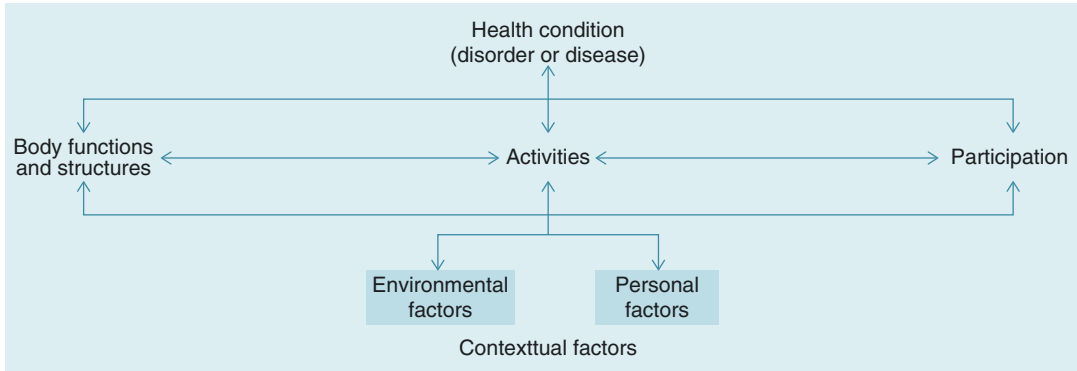 Health condition
(disorder or disease)
Body functions
and structures
Activities
Participation
Environmental
factors
Personal
factors
Contexttual factors